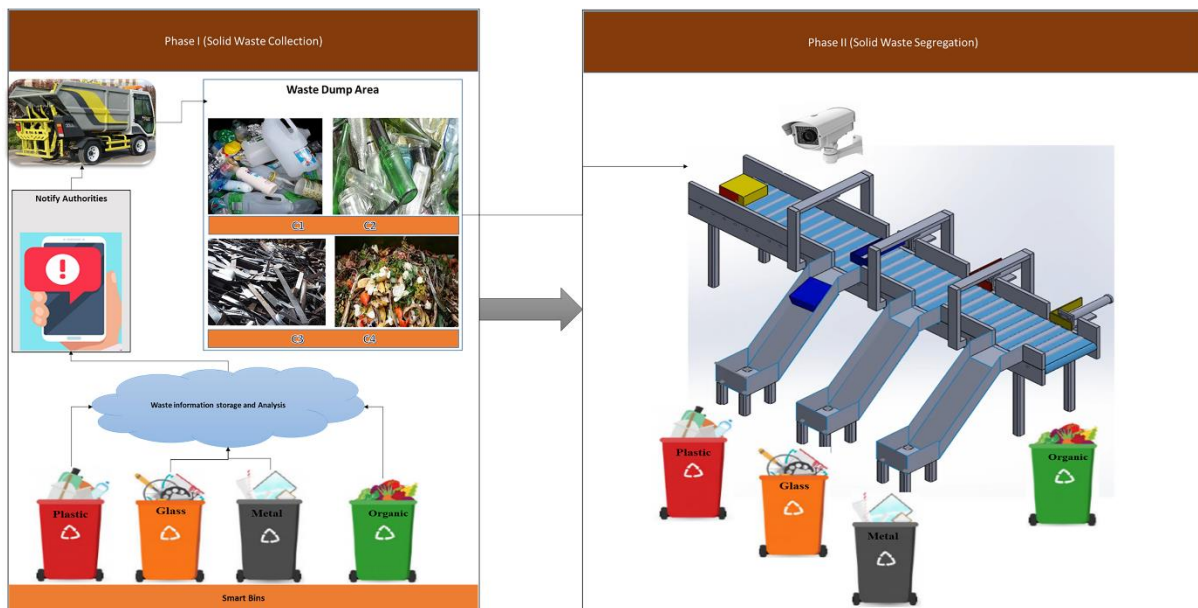 Phase I (Solid Waste Collection)
Waste Dump Area
Notify Authorities
C1 C2
C3 C4
Waste information storage and Analysis
Plastic
Glass
Metal
Organic
Smart Bins
Phase II (Solid Waste Segregation)
Plastic
Glass
Metal
Organic